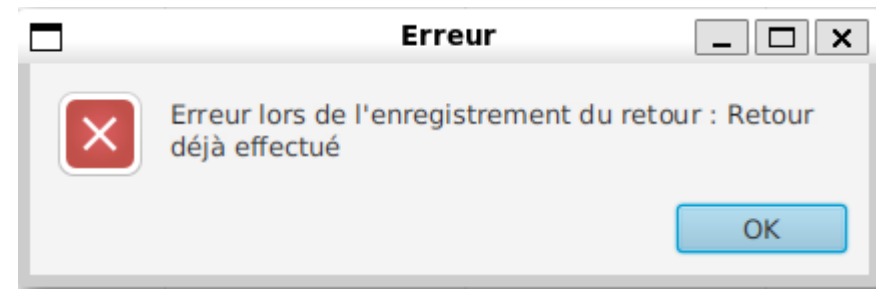 Erreur
Erreur lors de l'enregistrement du retour : Retour
déjà effectué
OK